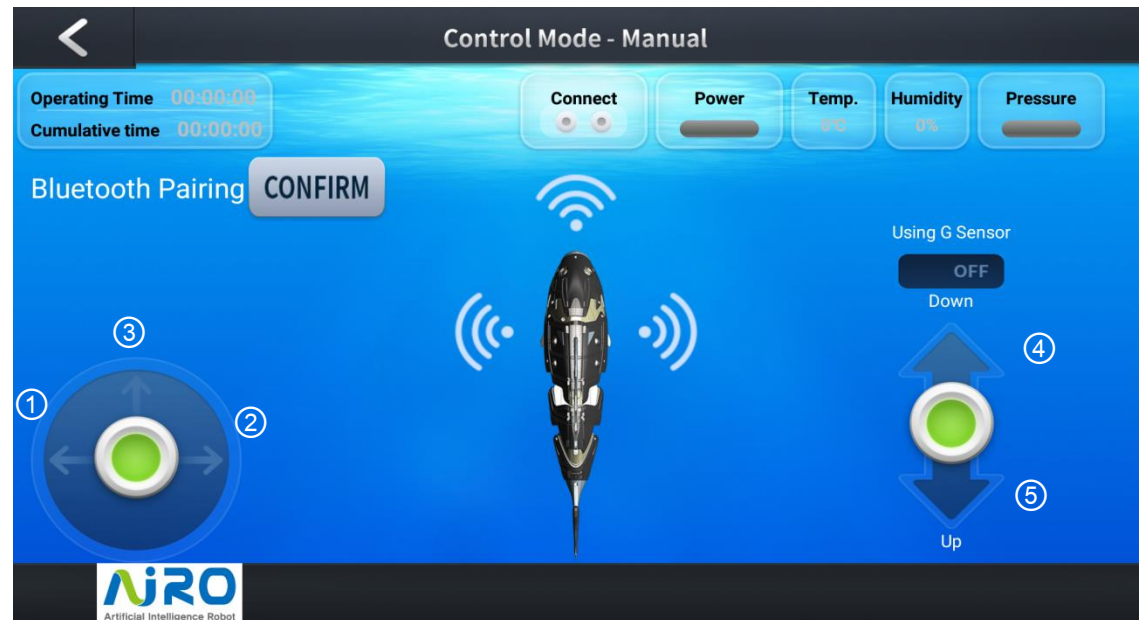 Control Mode - Manual
Operating Time 00:00:00
Cumulative time 00:00:00
Connect
Power
Temp.
0℃
Humidity
0%
Pressure
Bluetooth Pairing CONFIRM
Using G Sensor
OFF
Down
③
④
①
②
⑤
Up
AiRO
Artificial Intelligence Robot